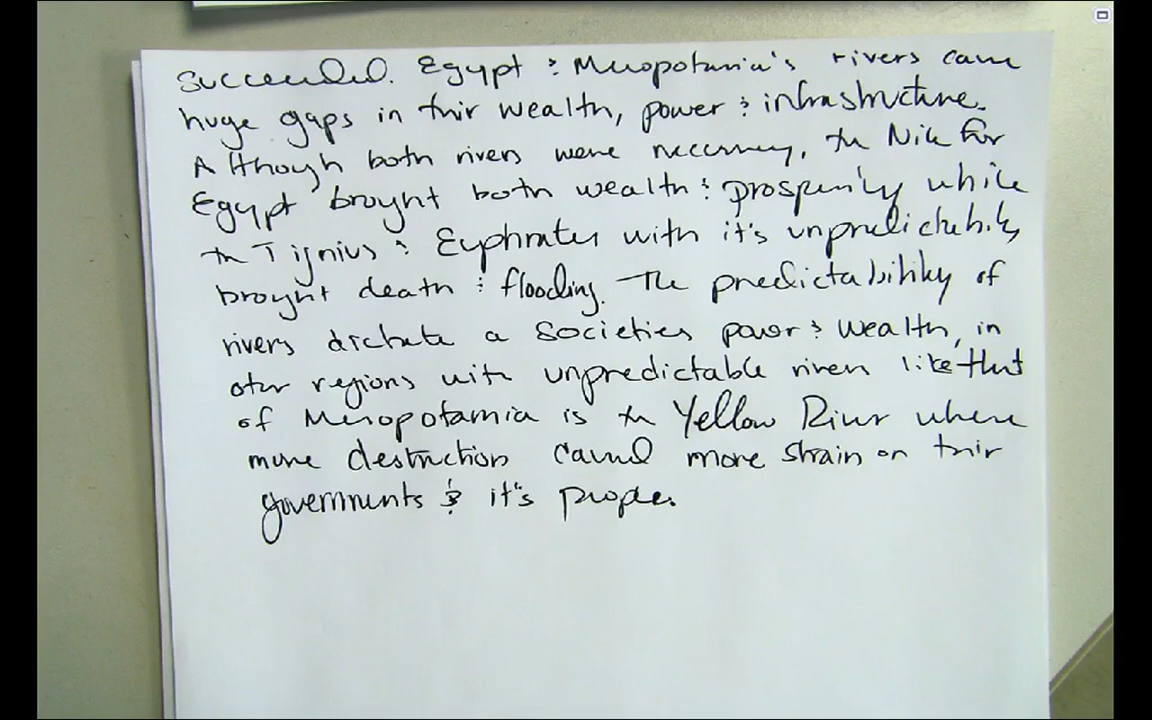 succeeded. Egypt & Mesopotamia's rivers cause
huge gaps in their wealth, power & infrastructure.
Although both rivers were necessary, the Nile for
Egypt brought both wealth & prosperity while
the Tignius & Euphrates with it's unpredictability
brought death & flooding. The predictability of
rivers dictate a societies power & wealth, in
other regions with unpredictable rivers like that
of Mesopotamia is the Yellow River where
more destruction caused more strain on their
governments & it's people.